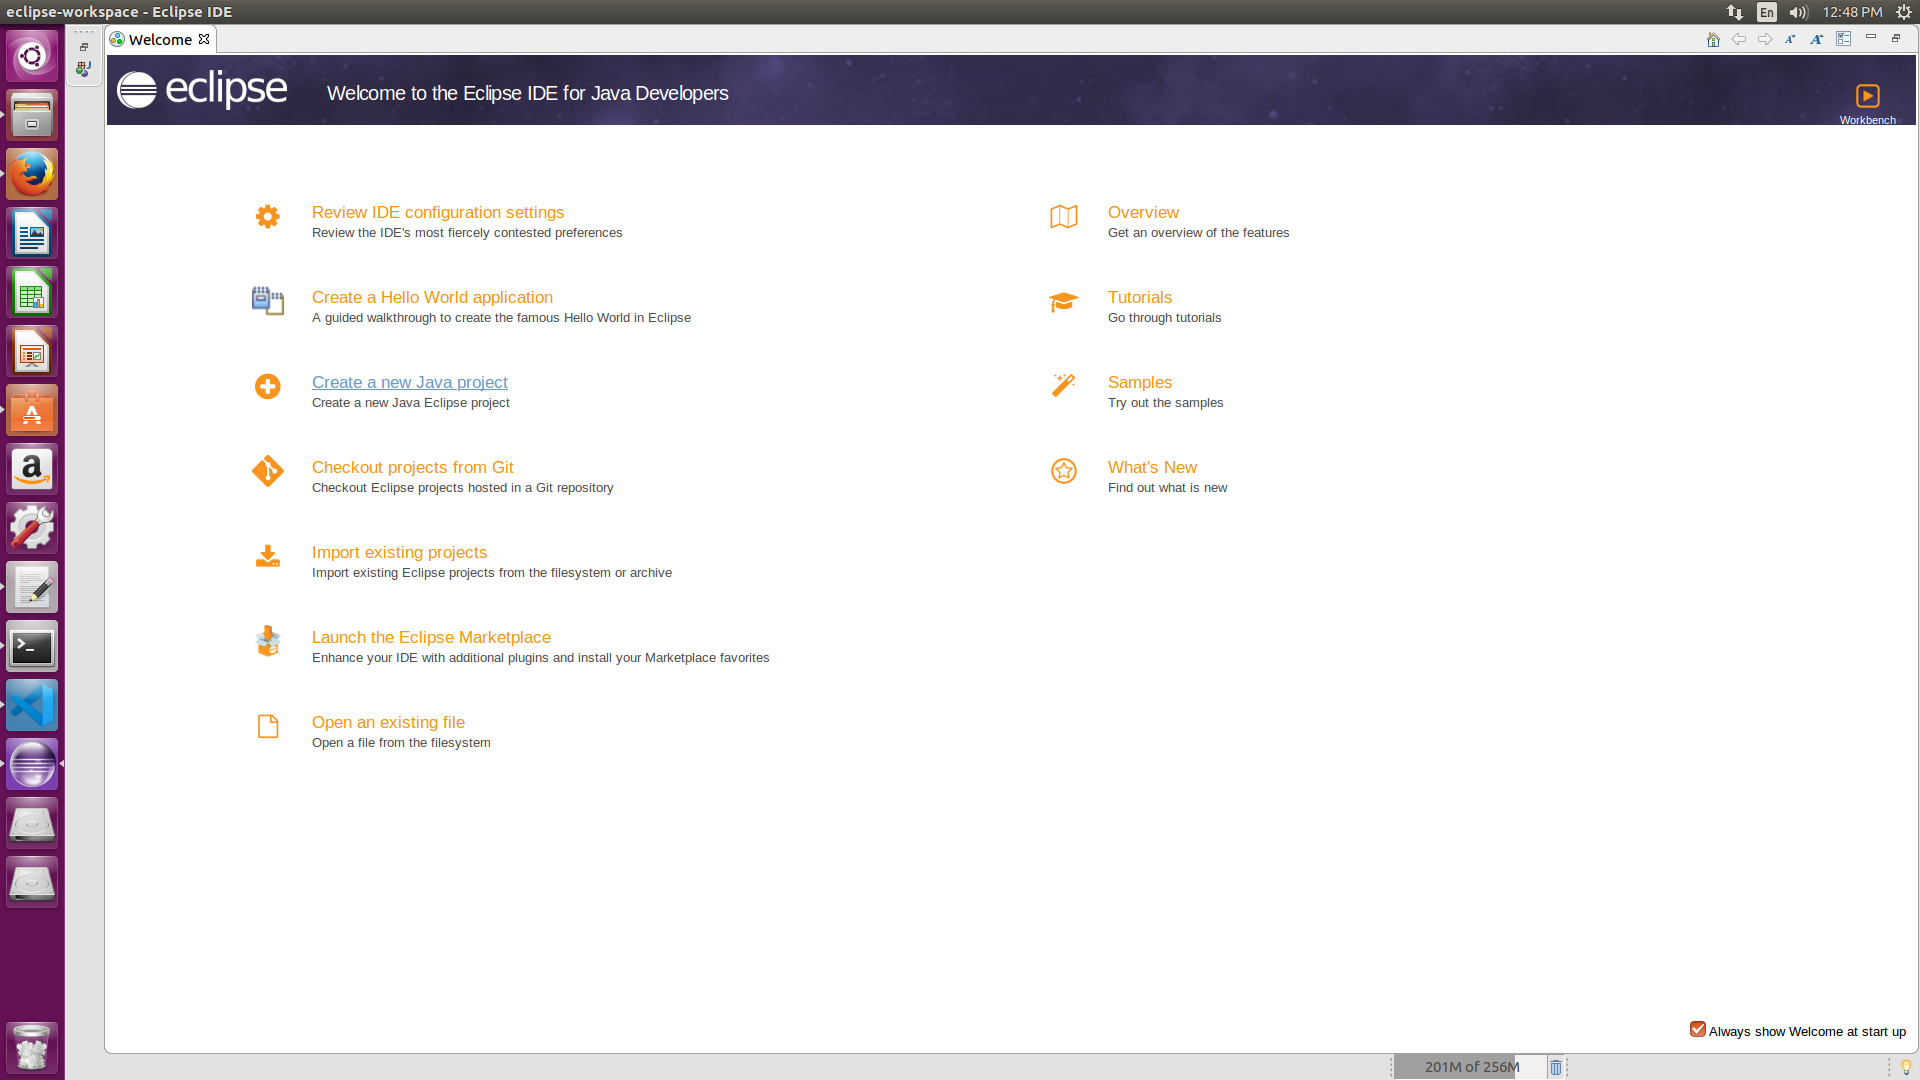 eclipse-workspace - Eclipse IDE
En
12:48 PM
Welcome
eclipse
Welcome to the Eclipse IDE for Java Developers
Workbench
Review IDE configuration settings
Review the IDE's most fiercely contested preferences
Create a Hello World application
A guided walkthrough to create the famous Hello World in Eclipse
Create a new Java project
Create a new Java Eclipse project
Checkout projects from Git
Checkout Eclipse projects hosted in a Git repository
Import existing projects
Import existing Eclipse projects from the filesystem or archive
Launch the Eclipse Marketplace
Enhance your IDE with additional plugins and install your Marketplace favorites
Open an existing file
Open a file from the filesystem
Overview
Get an overview of the features
Tutorials
Go through tutorials
Samples
Try out the samples
What's New
Find out what is new
Always show Welcome at start up
201M of 256M